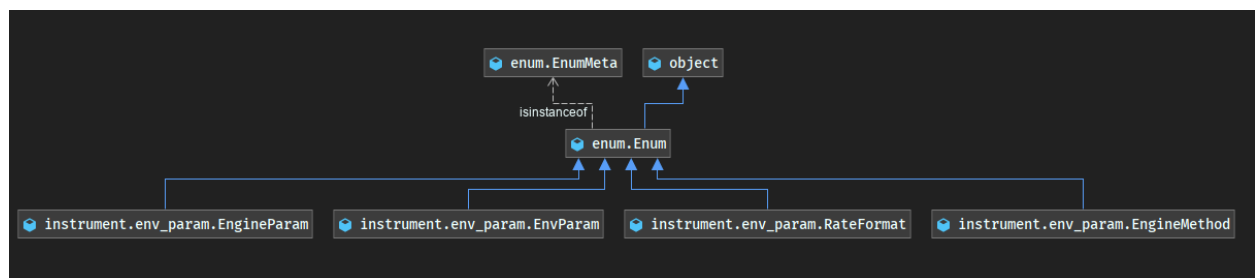 enum.EnumMeta
object
isinstanceof
enum.Enum
instrument.env_param.EngineParam
instrument.env_param.EnvParam
instrument.env_param.RateFormat
instrument.env_param.EngineMethod